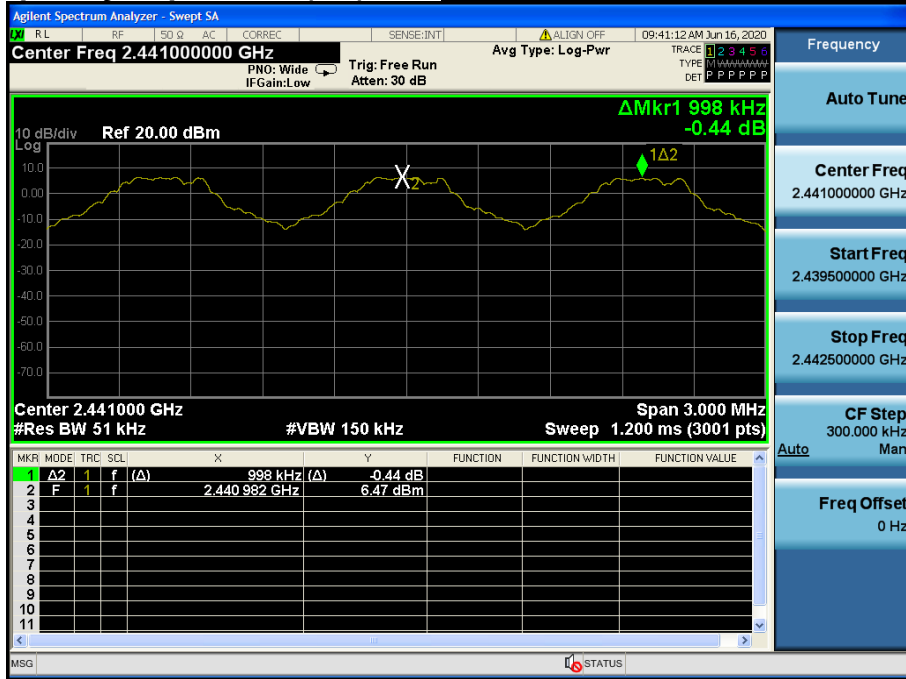 Agilent Spectrum Analyzer - Swept SA
LXI RL RF 50 Ω AC CORREC SENSE:INT ALIGN OFF 09:41:12 AM Jun 16, 2020
Center Freq 2.441000000 GHz
PNO: Wide
IFGain:Low
Trig: Free Run
Atten: 30 dB
Avg Type: Log-Pwr
TRACE 1 2 3 4 5 6
TYPE MWWWWW
DET P P P P P P
ΔMkr1 998 kHz
-0.44 dB
10 dB/div Ref 20.00 dBm
Log
1Δ2
10.0
X2
0.00
-10.0
-20.0
-30.0
-40.0
-50.0
-60.0
-70.0
Center 2.441000 GHz Span 3.000 MHz
#Res BW 51 kHz #VBW 150 kHz Sweep 1.200 ms (3001 pts)
MKR MODE TRC SCL X Y FUNCTION FUNCTION WIDTH FUNCTION VALUE
1 Δ2 1 f (Δ) 998 kHz (Δ) -0.44 dB
2 F 1 f 2.440 982 GHz 6.47 dBm
3
4
5
6
7
8
9
10
11
MSG STATUS
Frequency
Auto Tune
Center Freq
2.441000000 GHz
Start Freq
2.439500000 GHz
Stop Freq
2.442500000 GHz
CF Step
300.000 kHz
Auto Man
Freq Offset
0 Hz